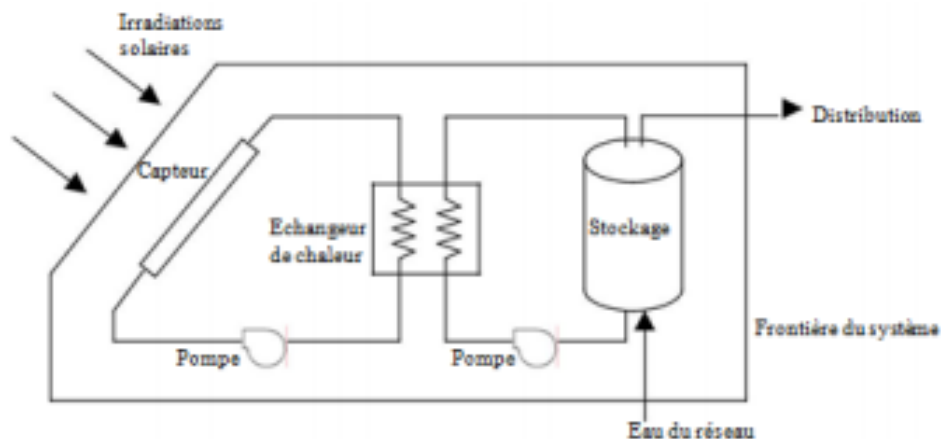 Irradiations
solaires
Distribution
Capteur
Echangeur
de chaleur
Stockage
Frontière du système
Pompe
Pompe
Eau du réseau